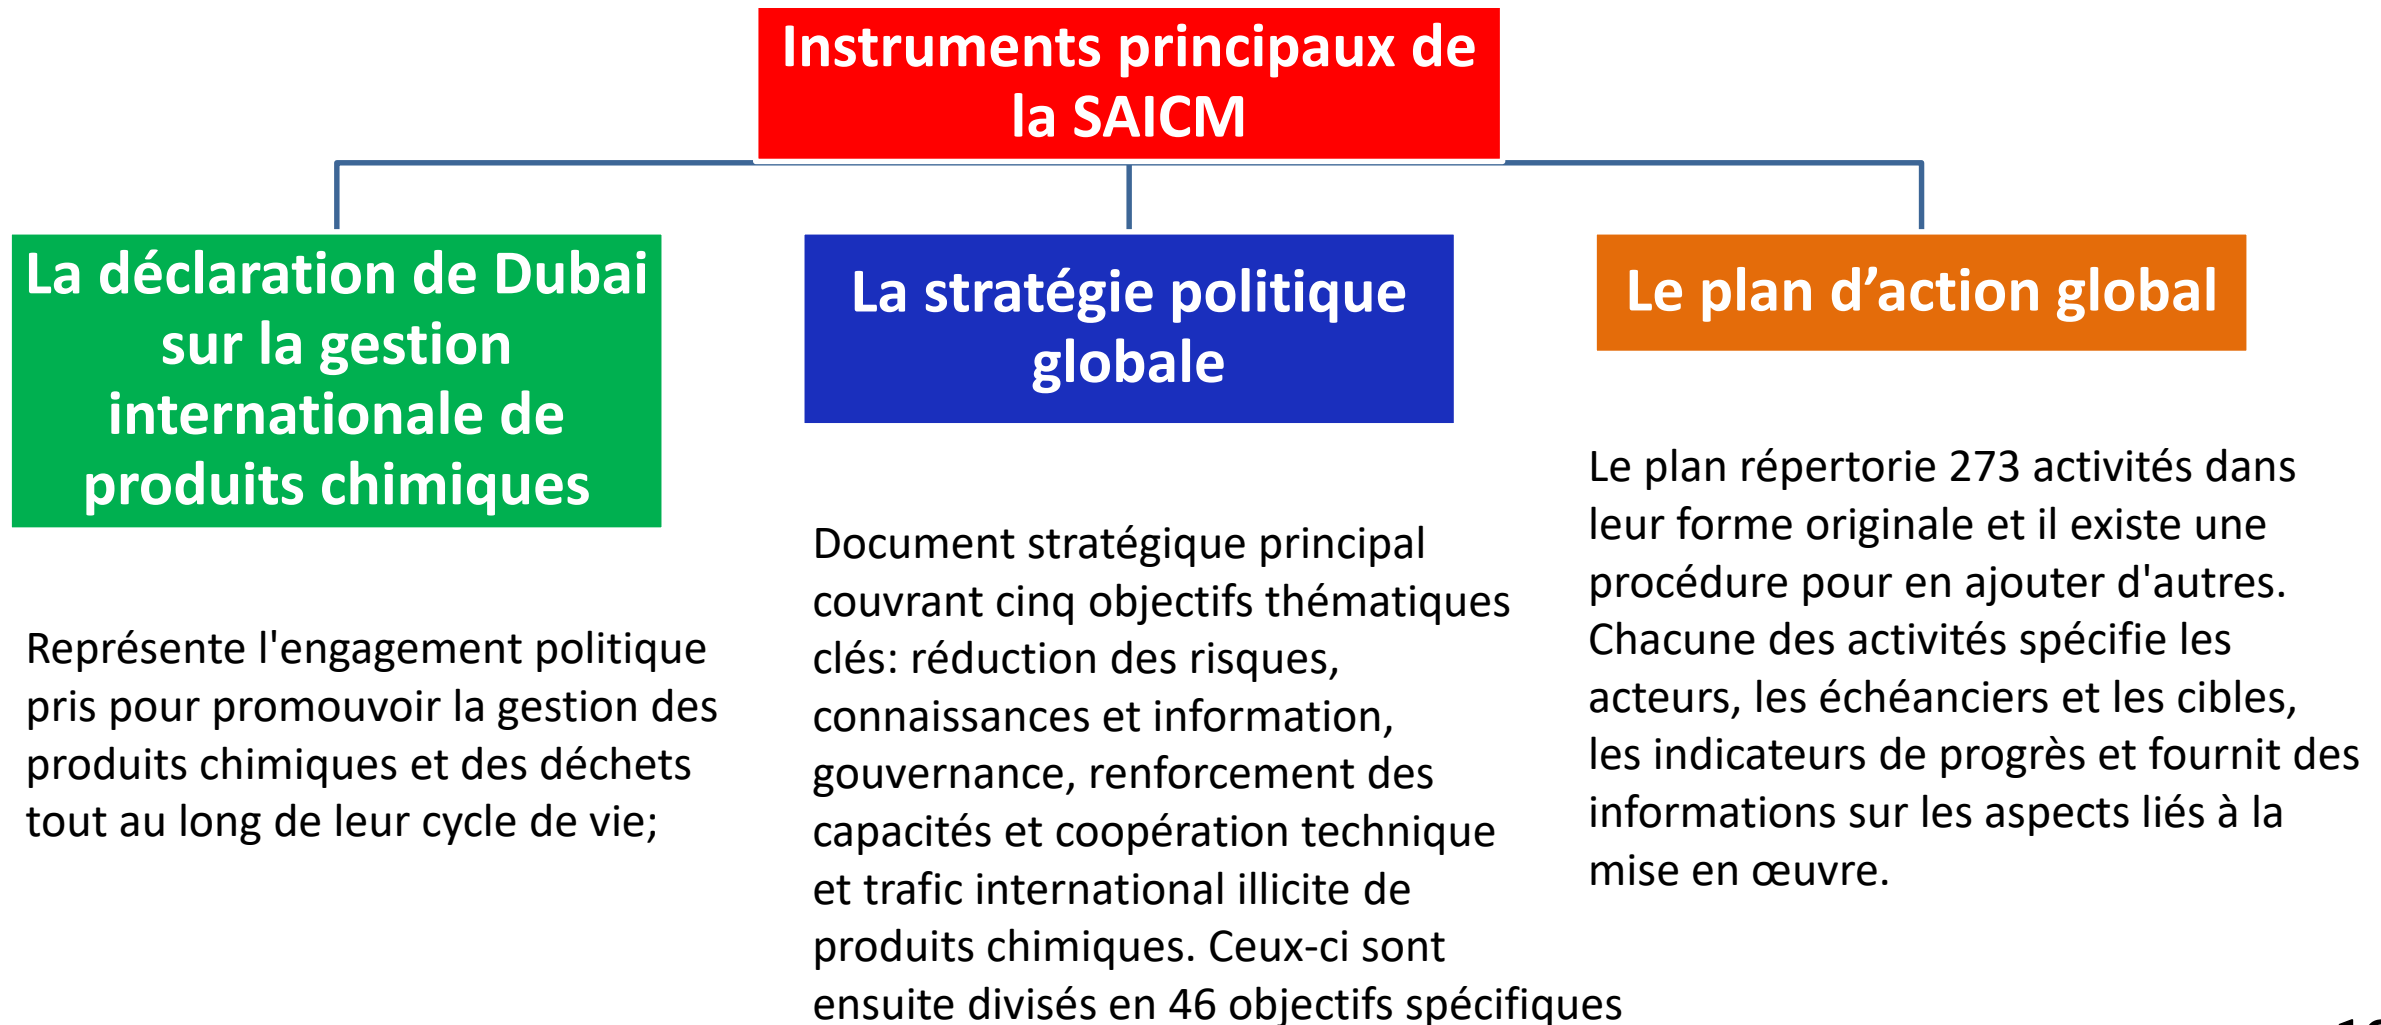 Instruments principaux de
la SAICM
La déclaration de Dubai
sur la gestion
internationale de
produits chimiques
La stratégie politique
globale
Le plan d’action global
Représente l'engagement politique
pris pour promouvoir la gestion des
produits chimiques et des déchets
tout au long de leur cycle de vie;
Document stratégique principal
couvrant cinq objectifs thématiques
clés: réduction des risques,
connaissances et information,
gouvernance, renforcement des
capacités et coopération technique
et trafic international illicite de
produits chimiques. Ceux-ci sont
ensuite divisés en 46 objectifs spécifiques
Le plan répertorie 273 activités dans
leur forme originale et il existe une
procédure pour en ajouter d'autres.
Chacune des activités spécifie les
acteurs, les échéanciers et les cibles,
les indicateurs de progrès et fournit des
informations sur les aspects liés à la
mise en œuvre.